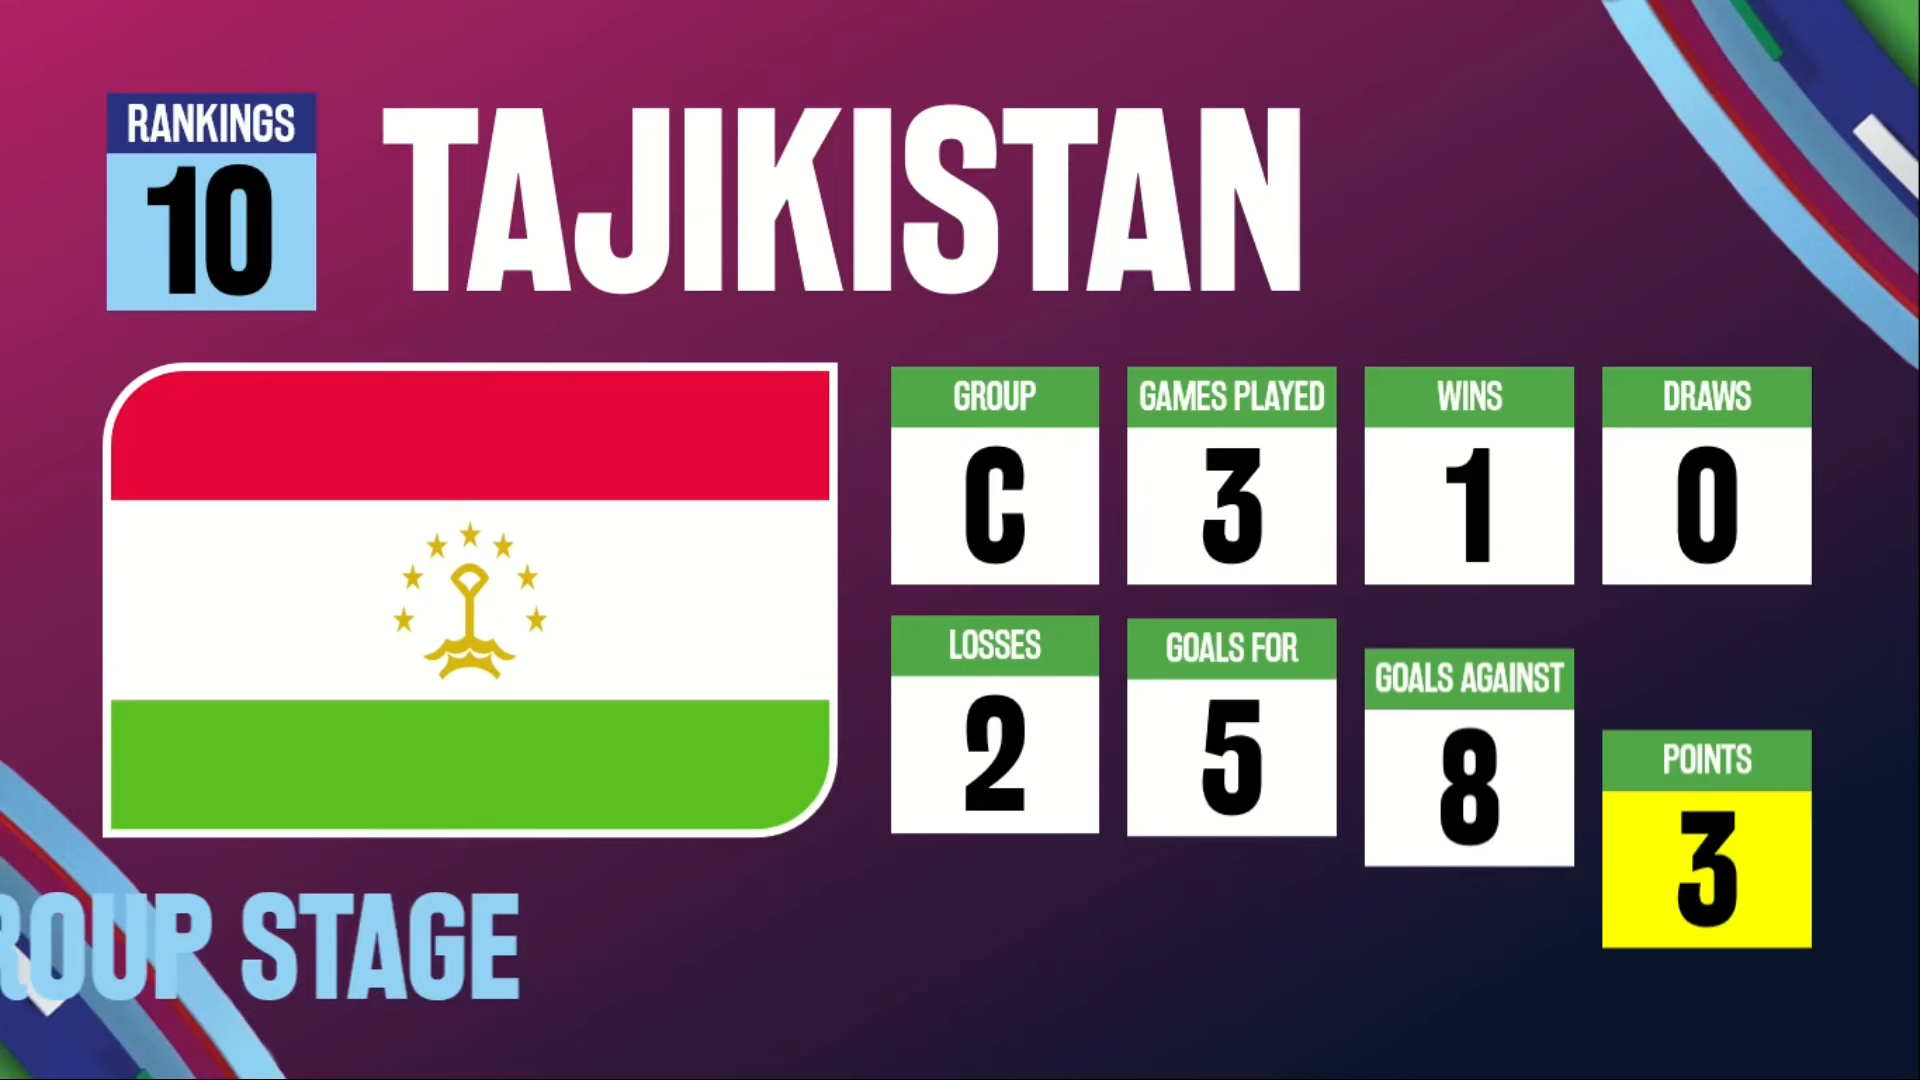 RANKINGS
10
TAJIKISTAN
GROUP
C
GAMES PLAYED
3
WINS
1
DRAWS
0
LOSSES
2
GOALS FOR
5
GOALS AGAINST
8
POINTS
3
ROUP STAGE